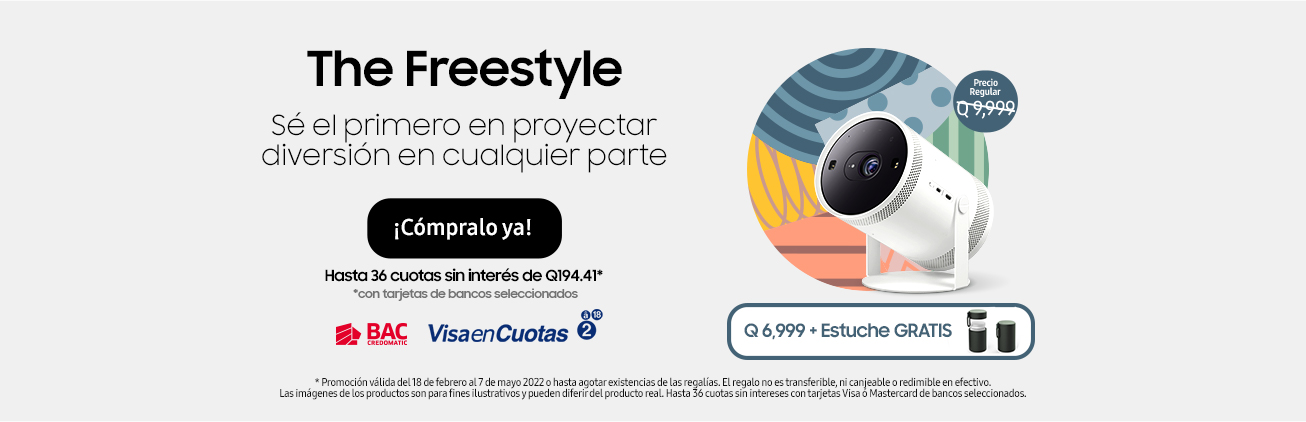 The Freestyle
Sé el primero en proyectar
diversión en cualquier parte
¡Cómpralo ya!
Hasta 36 cuotas sin interés de Q194.41*
*con tarjetas de bancos seleccionados
BAC
CREDOMATIC
VisaenCuotas
2 a 18
Precio
Regular
Q 9,999
Q 6,999 + Estuche GRATIS
* Promoción válida del 18 de febrero al 7 de mayo 2022 o hasta agotar existencias de las regalías. El regalo no es transferible, ni canjeable o redimible en efectivo.
Las imágenes de los productos son para fines ilustrativos y pueden diferir del producto real. Hasta 36 cuotas sin intereses con tarjetas Visa ó Mastercard de bancos seleccionados.